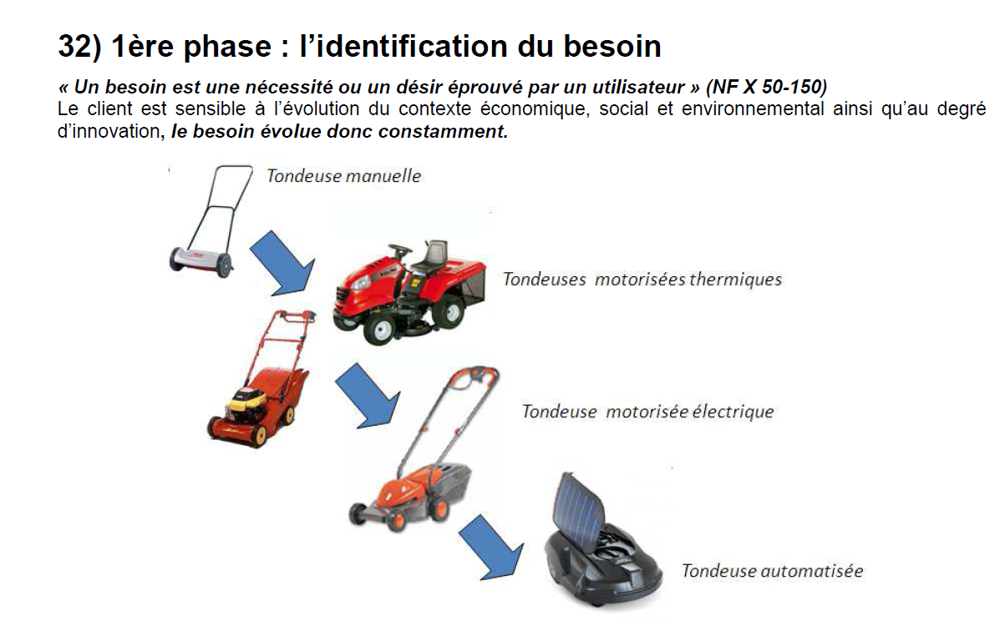 32) 1ère phase : l’identification du besoin
« Un besoin est une nécessité ou un désir éprouvé par un utilisateur » (NF X 50-150)
Le client est sensible à l’évolution du contexte économique, social et environnemental ainsi qu’au degré
d’innovation, le besoin évolue donc constamment.
Tondeuse manuelle
Tondeuses motorisées thermiques
Tondeuse motorisée électrique
Tondeuse automatisée